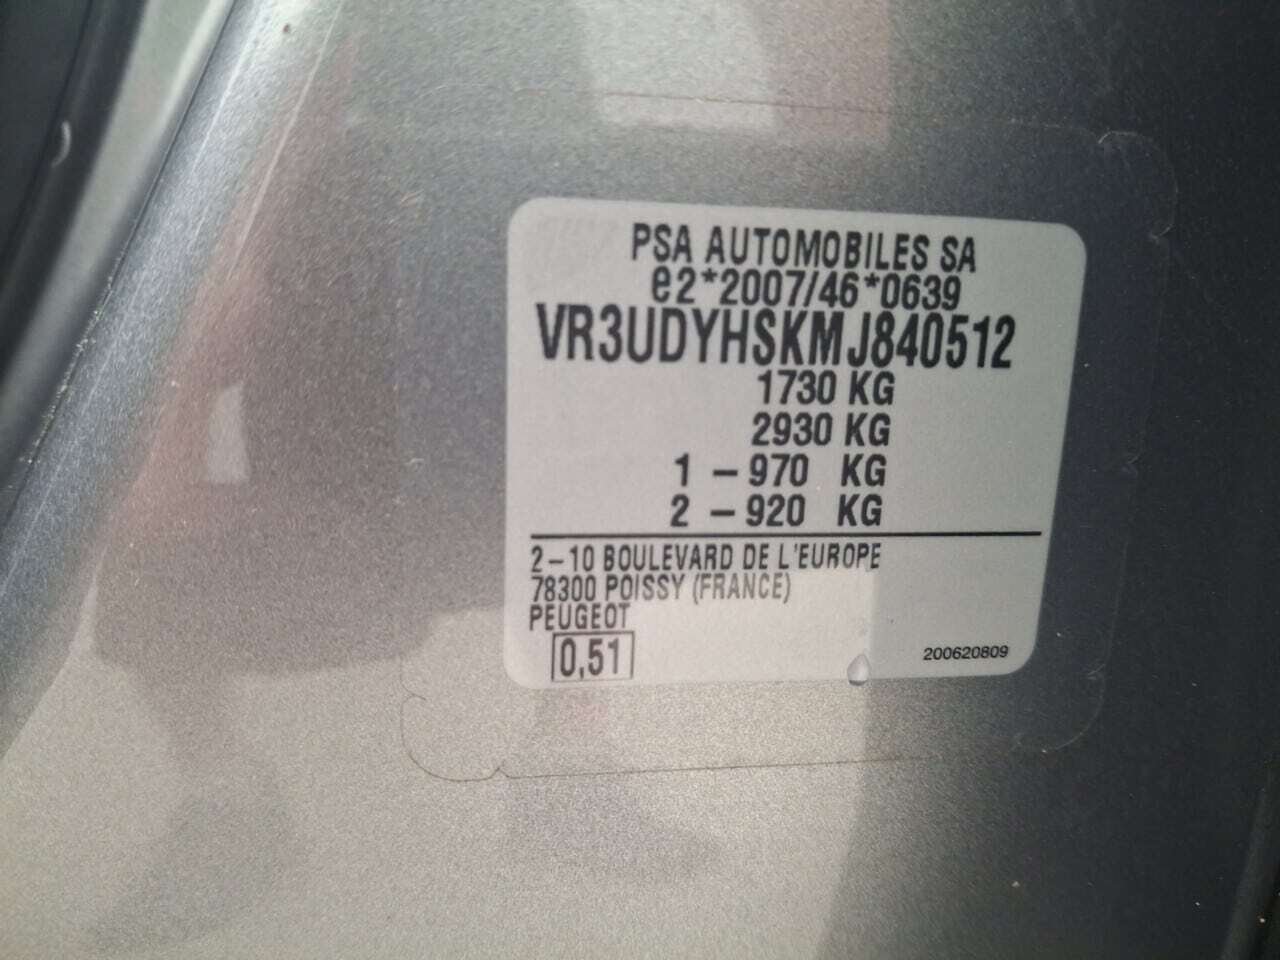 PSA AUTOMOBILES SA
e2*2007/46*0639
VR3UDYHSKMJ840512
1730 KG
2930 KG
1 – 970 KG
2 – 920 KG
2–10 BOULEVARD DE L'EUROPE
78300 POISSY (FRANCE)
PEUGEOT
0,51
200620809